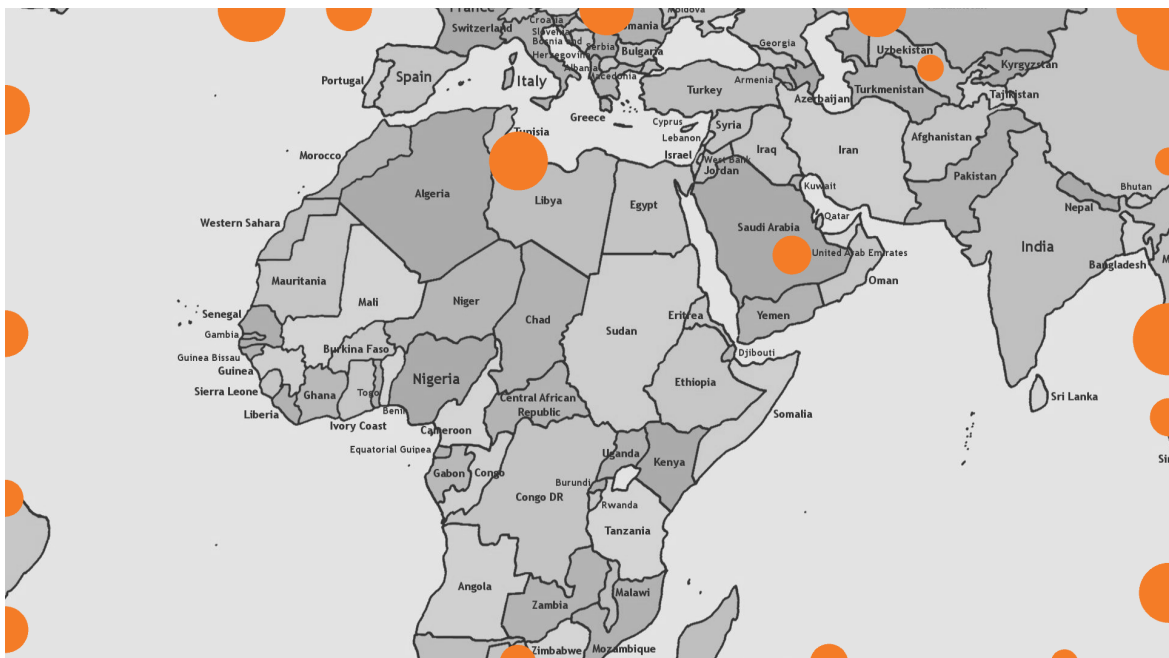 France
Moldova
Croatia
Romania
Switzerland
Slovenia
Bosnia and
Herzegovina
Serbia
Bulgaria
Georgia
Uzbekistan
Kyrgyzstan
Portugal
Spain
Italy
Albania
Macedonia
Turkey
Armenia
Azerbaijan
Turkmenistan
Tajikistan
Greece
Cyprus
Syria
Tunisia
Lebanon
Afghanistan
Morocco
Israel
West Bank
Jordan
Iraq
Iran
Pakistan
Kuwait
Bhutan
Algeria
Libya
Egypt
Nepal
Western Sahara
Qatar
Saudi Arabia
India
United Arab Emirates
Bangladesh
Mauritania
Oman
Mali
Niger
Senegal
Chad
Eritrea
Yemen
Gambia
Sudan
Burkina Faso
Djibouti
Guinea Bissau
Guinea
Nigeria
Ethiopia
Sierra Leone
Ghana
Togo
Central African
Republic
Sri Lanka
Liberia
Benin
Somalia
Ivory Coast
Cameroon
Equatorial Guinea
Uganda
Kenya
Gabon
Congo
Burundi
Congo DR
Rwanda
Tanzania
Angola
Malawi
Zambia
Zimbabwe
Mozambique